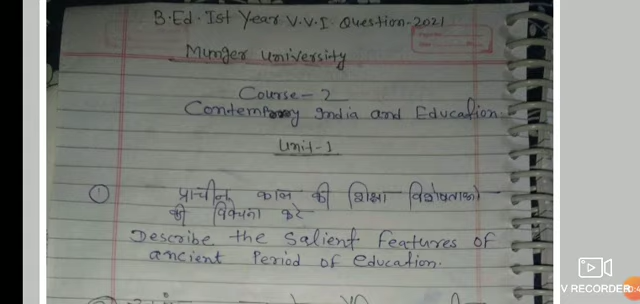 B.Ed. Ist Year V.V.I Question-2021
Munger University
Course-2
Contemporary India and Education.
Unit-1
① प्राचीन काल की शिक्षा विशेषताओं
की विवेचना करे
Describe the Salient Features of
ancient Period of education.
V RECORDER